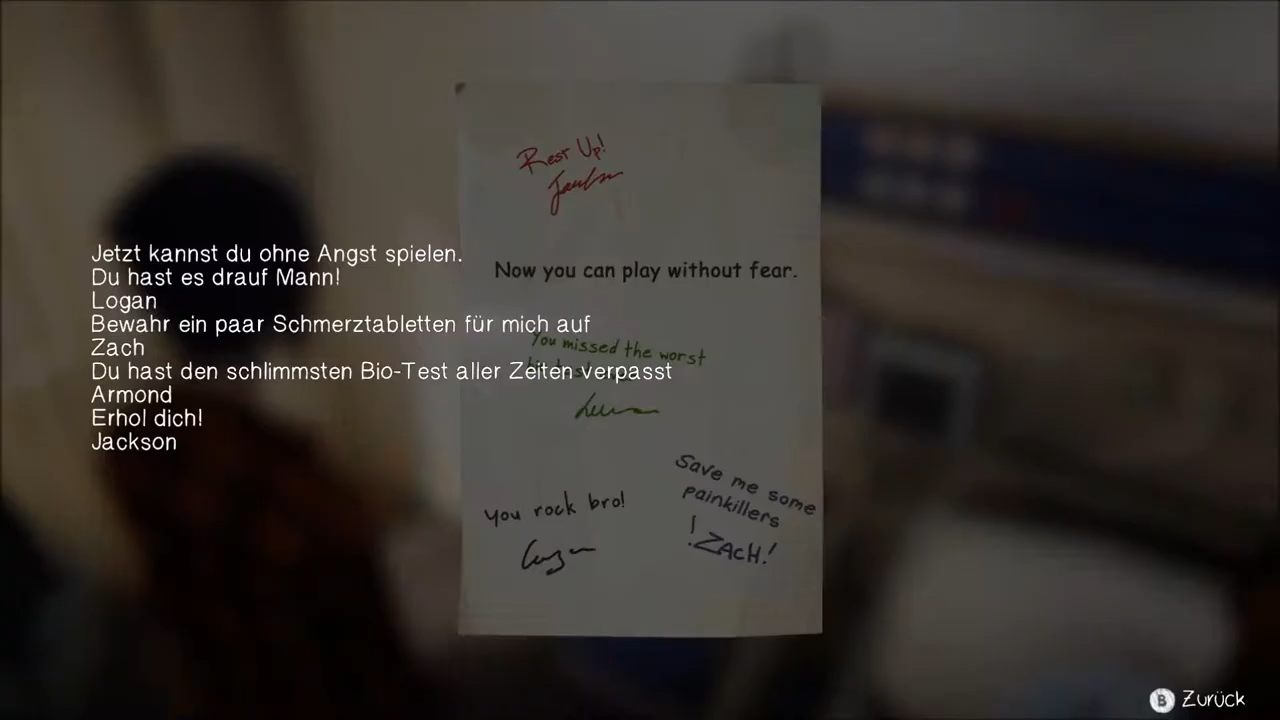 Rest Up!
Jetzt kannst du ohne Angst spielen.
Du hast es drauf Mann!
Logan
Bewahr ein paar Schmerztabletten für mich auf
Zach
Du hast den schlimmsten Bio-Test aller Zeiten verpasst
Armond
Erhol dich!
Jackson
Now you can play without fear.
You missed the worst
You rock bro!
Save me some
painkillers
! ZACH!
B Zurück